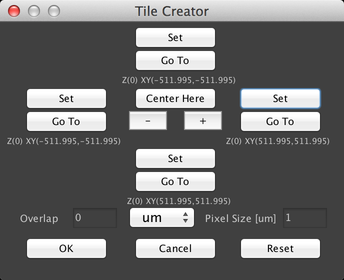 Tile Creator
Set
Go To
Z(0) XY(-511.995,-511.995)
Set Center Here Set
Go To - + Go To
Z(0) XY(-511.995,-511.995) Z(0) XY(511.995,511.995)
Set
Go To
Z(0) XY(511.995,511.995)
Overlap 0 um Pixel Size [um] 1
OK Cancel Reset